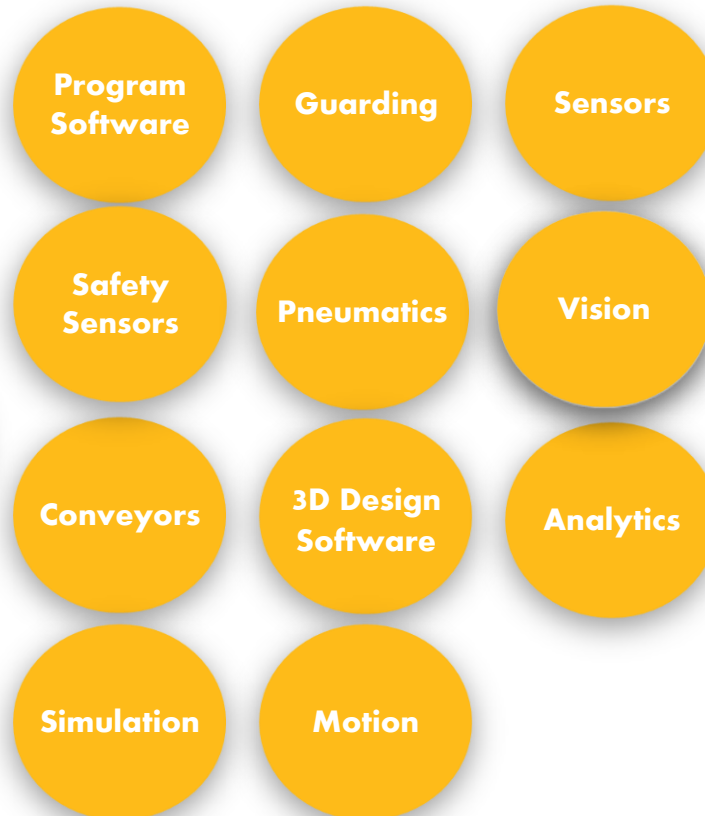 Program
Software
Guarding
Sensors
Safety
Sensors
Pneumatics
Vision
Conveyors
3D Design
Software
Analytics
Simulation
Motion